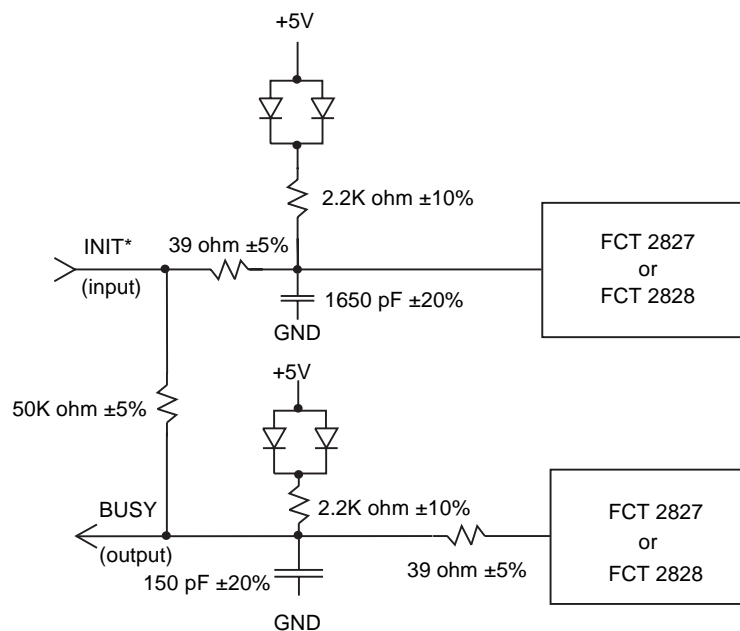 +5V
2.2K ohm ±10%
INIT*
39 ohm ±5%
(input)
FCT 2827
or
FCT 2828
1650 pF ±20%
GND
+5V
50K ohm ±5%
2.2K ohm ±10%
BUSY
(output)
39 ohm ±5%
FCT 2827
or
FCT 2828
150 pF ±20%
GND